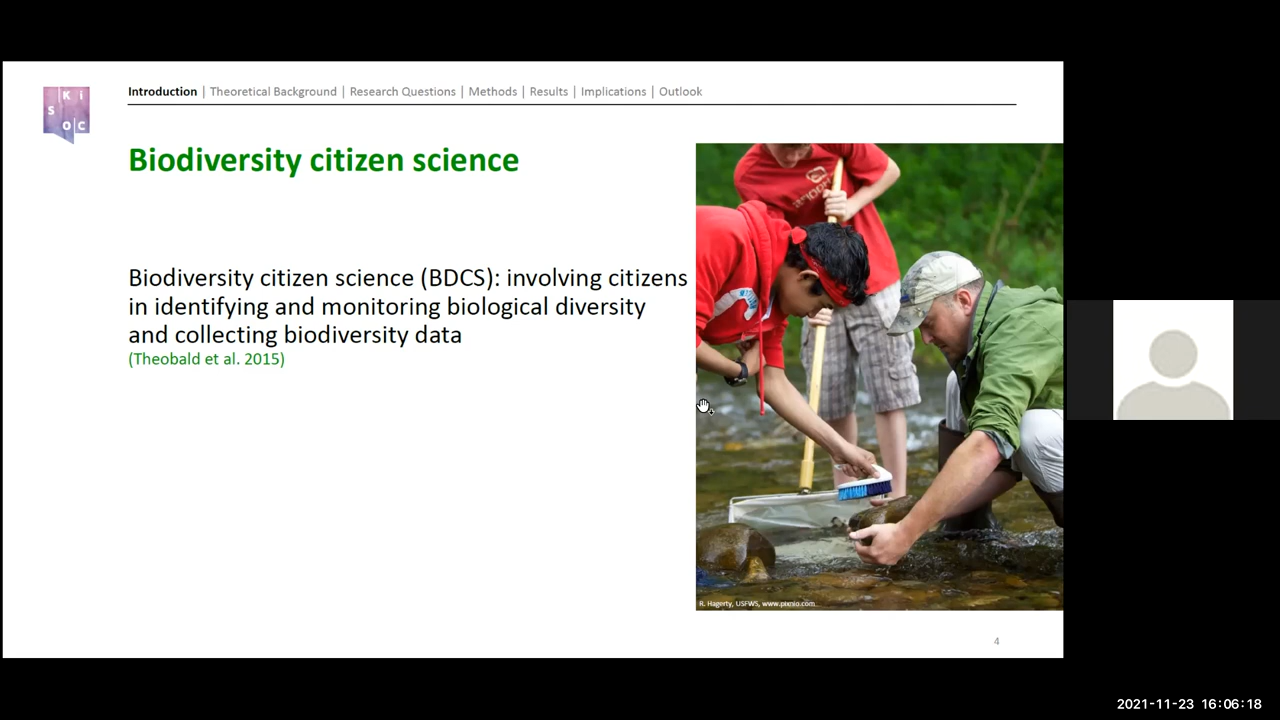 S K i
O C
Introduction | Theoretical Background | Research Questions | Methods | Results | Implications | Outlook
Biodiversity citizen science
Biodiversity citizen science (BDCS): involving citizens
in identifying and monitoring biological diversity
and collecting biodiversity data
(Theobald et al. 2015)
R. Hagerty, USFWS, www.pixnio.com
4
2021-11-23 16:06:18